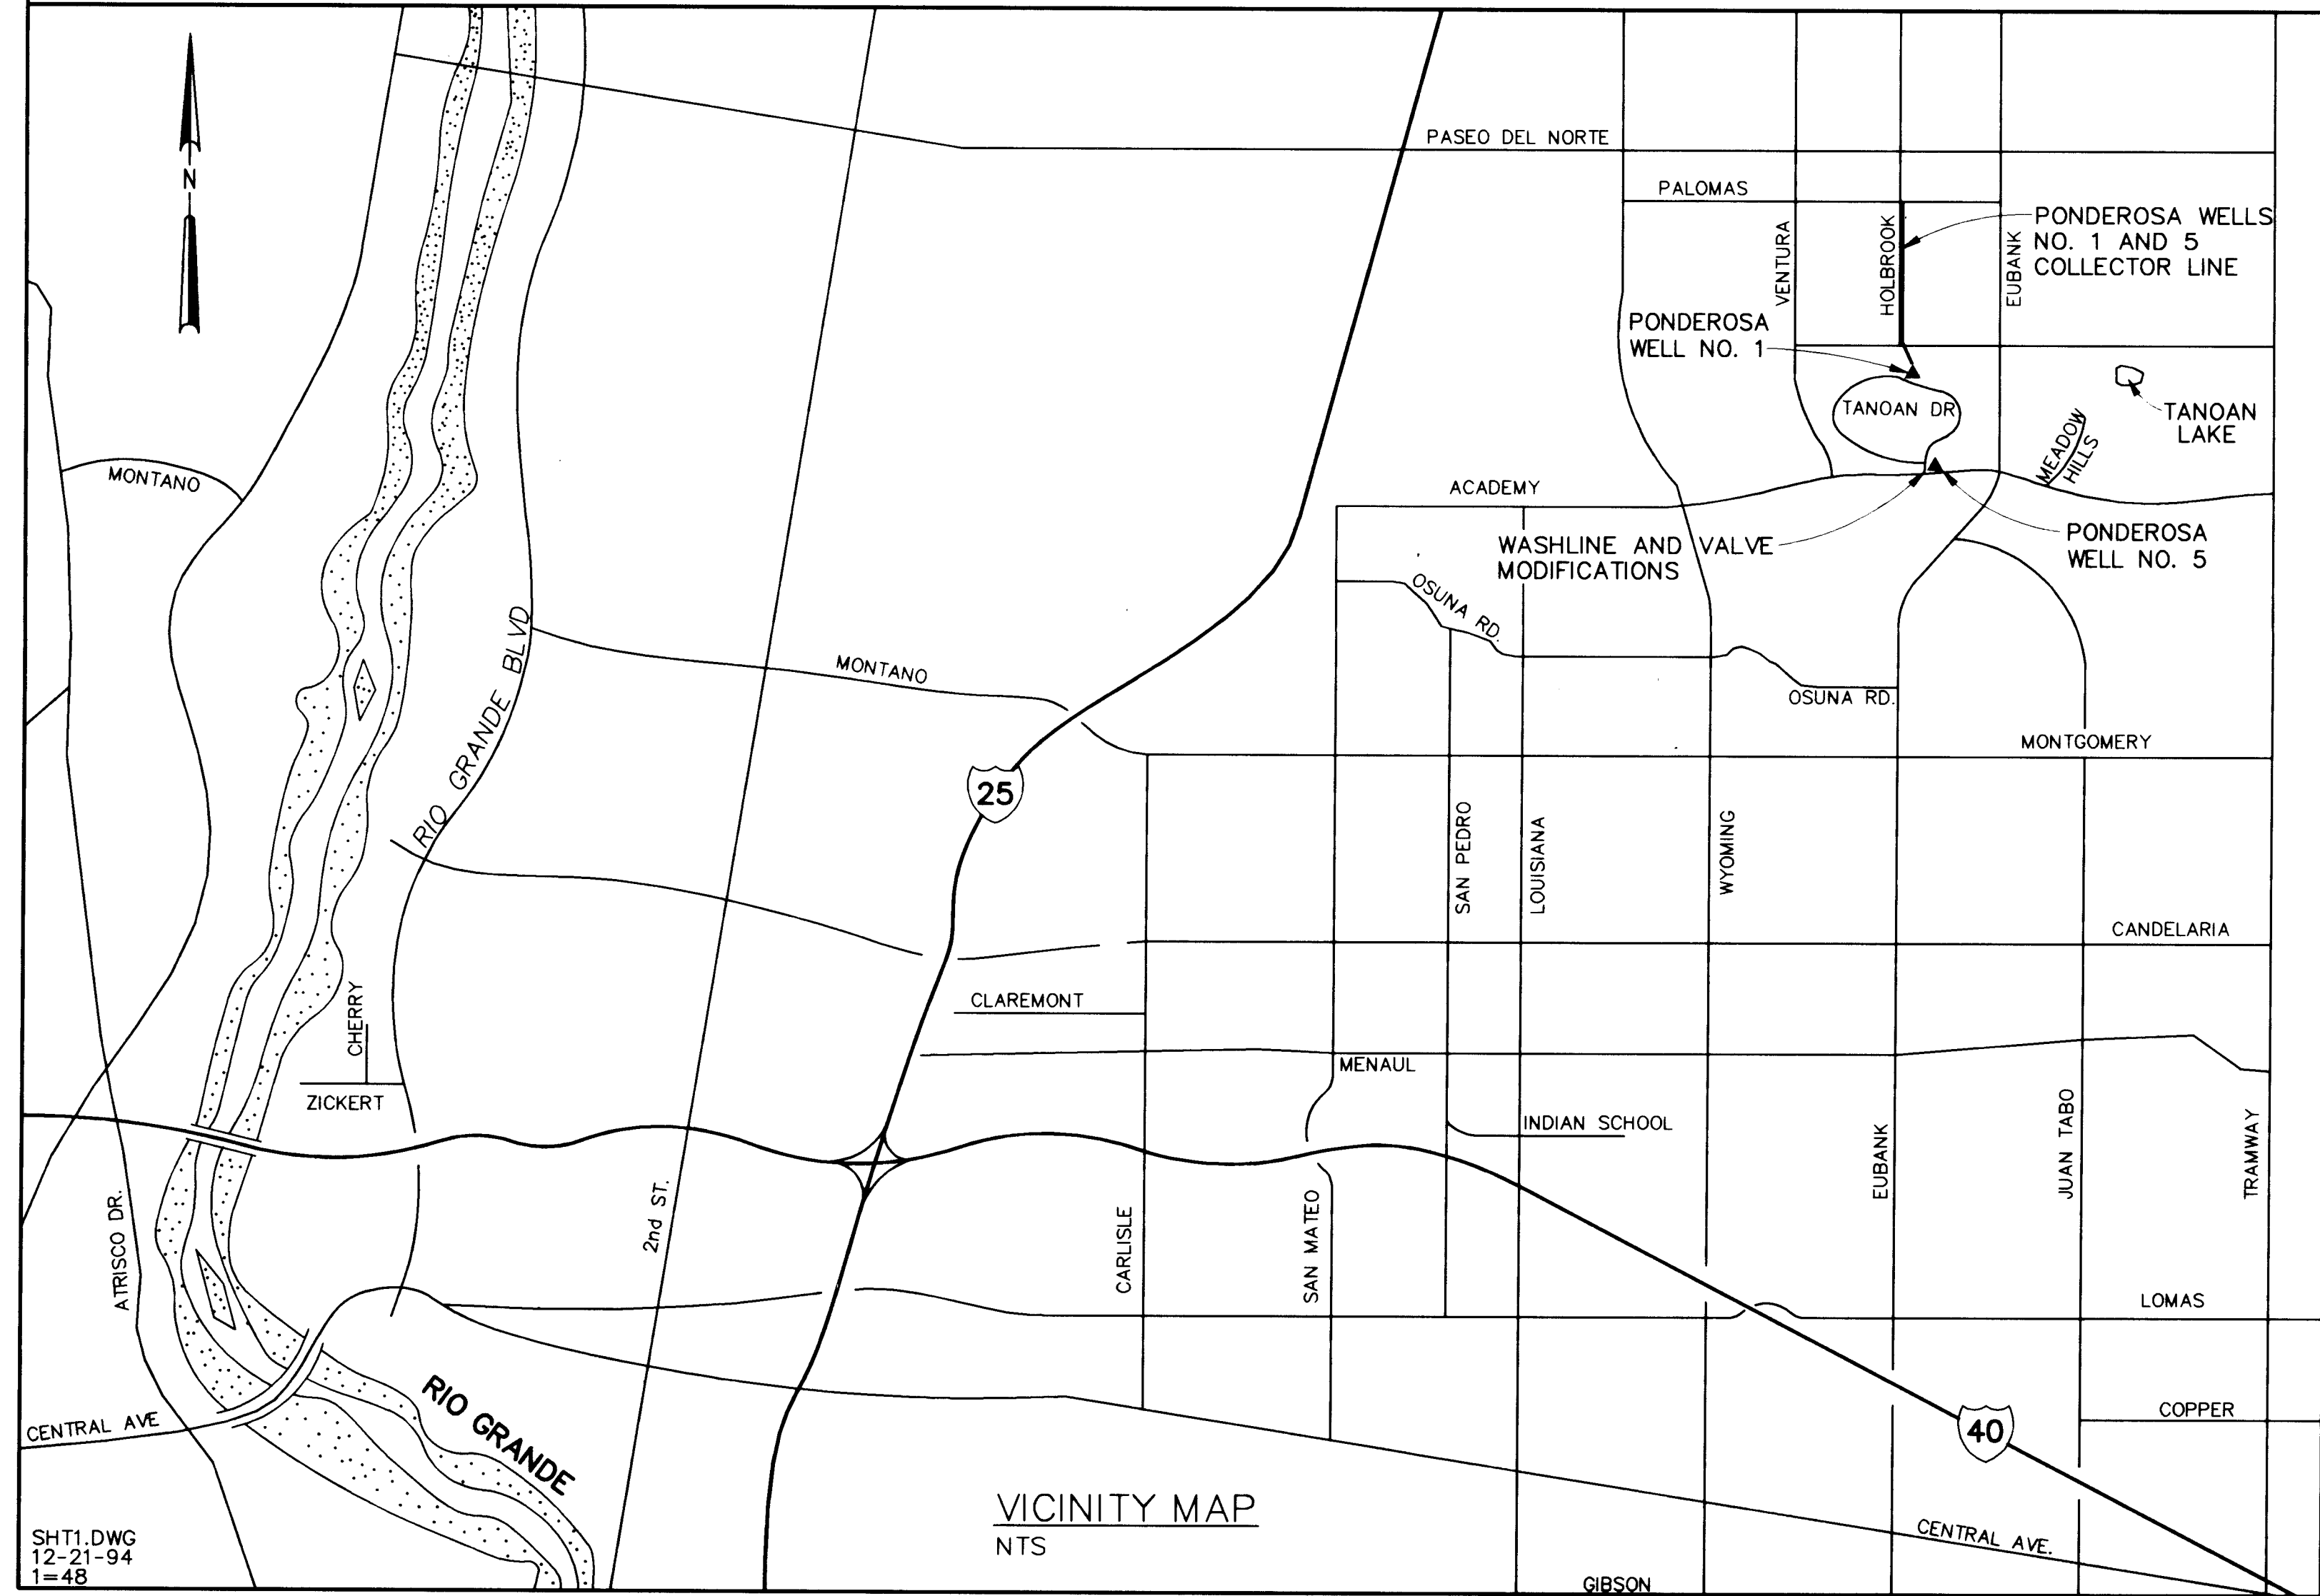 PASEO DEL NORTE
N
PALOMAS
PONDEROSA WELLS
NO. 1 AND 5
COLLECTOR LINE
VENTURA
HOLBROOK
EUBANK
PONDEROSA
WELL NO. 1
TANOAN DR
TANOAN
LAKE
MEADOW
HILLS
MONTANO
ACADEMY
WASHLINE AND VALVE
MODIFICATIONS
PONDEROSA
WELL NO. 5
OSUNA RD.
RIO GRANDE BLVD
MONTANO
OSUNA RD.
MONTGOMERY
25
SAN PEDRO
LOUISIANA
WYOMING
CANDELARIA
CLAREMONT
CHERRY
MENAUL
ZICKERT
INDIAN SCHOOL
ATRISCO DR.
2nd ST.
CARLISLE
SAN MATEO
EUBANK
JUAN TABO
TRAMWAY
LOMAS
COPPER
40
CENTRAL AVE
RIO GRANDE
VICINITY MAP
NTS
CENTRAL AVE.
SHT1.DWG
12-21-94
1=48
GIBSON